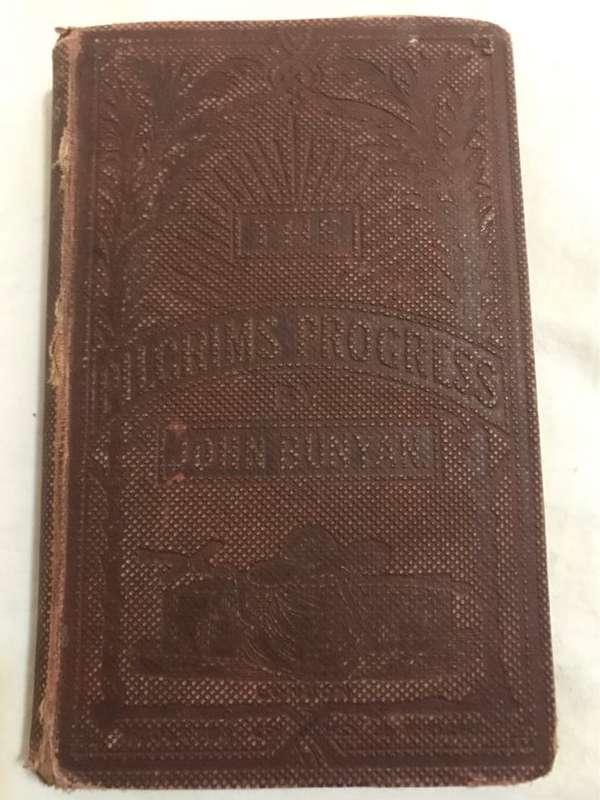 THE
PILGRIMS PROGRESS
BY
JOHN BUNYAN